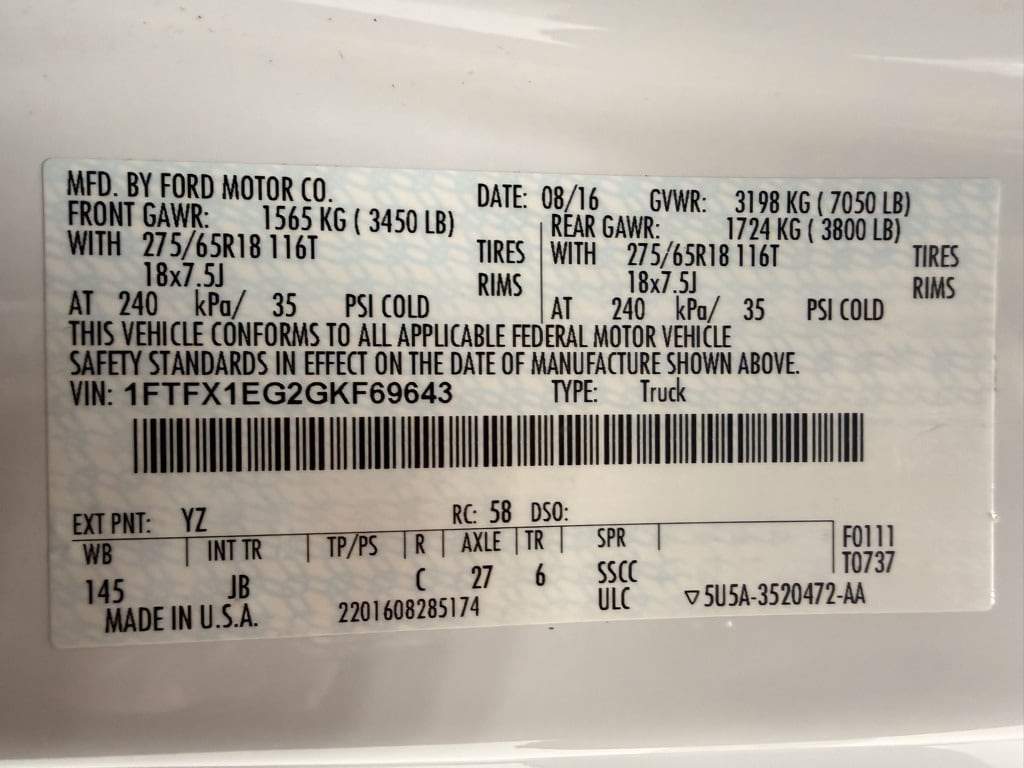 MFD. BY FORD MOTOR CO. DATE: 08/16 GVWR: 3198 KG ( 7050 LB)
FRONT GAWR: 1565 KG ( 3450 LB) REAR GAWR: 1724 KG ( 3800 LB)
WITH 275/65R18 116T TIRES WITH 275/65R18 116T TIRES
18x7.5J RIMS 18x7.5J RIMS
AT 240 kPa/ 35 PSI COLD AT 240 kPa/ 35 PSI COLD
THIS VEHICLE CONFORMS TO ALL APPLICABLE FEDERAL MOTOR VEHICLE
SAFETY STANDARDS IN EFFECT ON THE DATE OF MANUFACTURE SHOWN ABOVE.
VIN: 1FTFX1EG2GKF69643 TYPE: Truck
EXT PNT: YZ RC: 58 DSO:
WB INT TR TP/PS R AXLE TR SPR F0111
T0737
145 JB C 27 6 SSCC
MADE IN U.S.A. 2201608285174 ULC ▽5U5A-3520472-AA